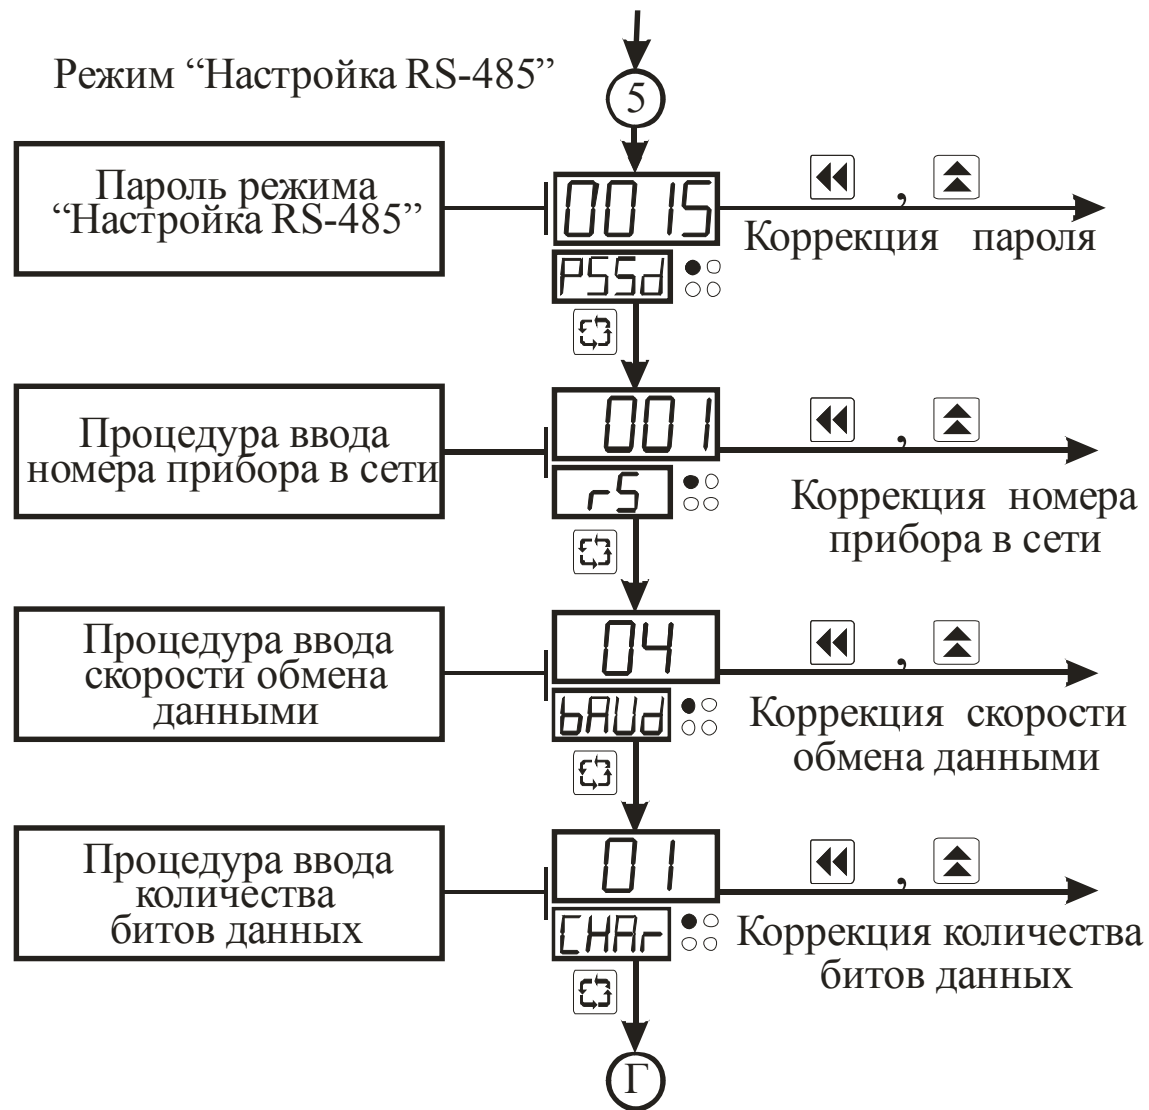 Режим “Настройка RS-485”
5
Пароль режима
“Настройка RS-485”
0015
PSSd
,
Коррекция пароля
Процедура ввода
номера прибора в сети
001
rS
,
Коррекция номера
прибора в сети
Процедура ввода
скорости обмена
данными
04
bAUd
,
Коррекция скорости
обмена данными
Процедура ввода
количества
битов данных
01
CHAr
,
Коррекция количества
битов данных
Г